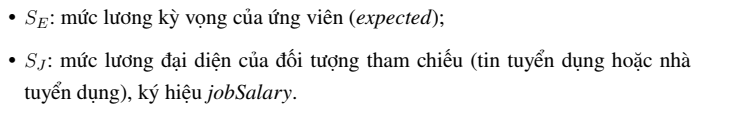 • S_E: mức lương kỳ vọng của ứng viên (expected);
• S_J: mức lương đại diện của đối tượng tham chiếu (tin tuyển dụng hoặc nhà
tuyển dụng), ký hiệu jobSalary.